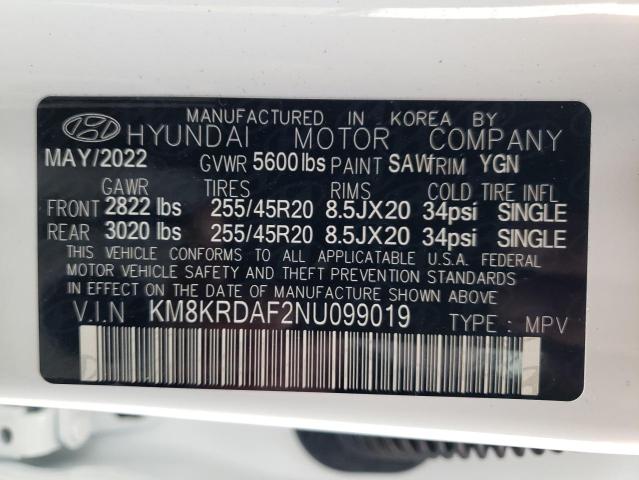 MANUFACTURED IN KOREA BY
HYUNDAI MOTOR COMPANY
MAY/2022 GVWR 5600 lbs PAINT SAW TRIM YGN
GAWR TIRES RIMS COLD TIRE INFL
FRONT 2822 lbs 255/45R20 8.5JX20 34psi SINGLE
REAR 3020 lbs 255/45R20 8.5JX20 34psi SINGLE
THIS VEHICLE CONFORMS TO ALL APPLICATABLE U.S.A. FEDERAL
MOTOR VEHICLE SAFETY AND THEFT PREVENTION STANDARDS
IN EFFECT ON THE DATE OF MANUFACTURE SHOWN ABOVE.
V.I.N KM8KRDAF2NU099019 TYPE : MPV